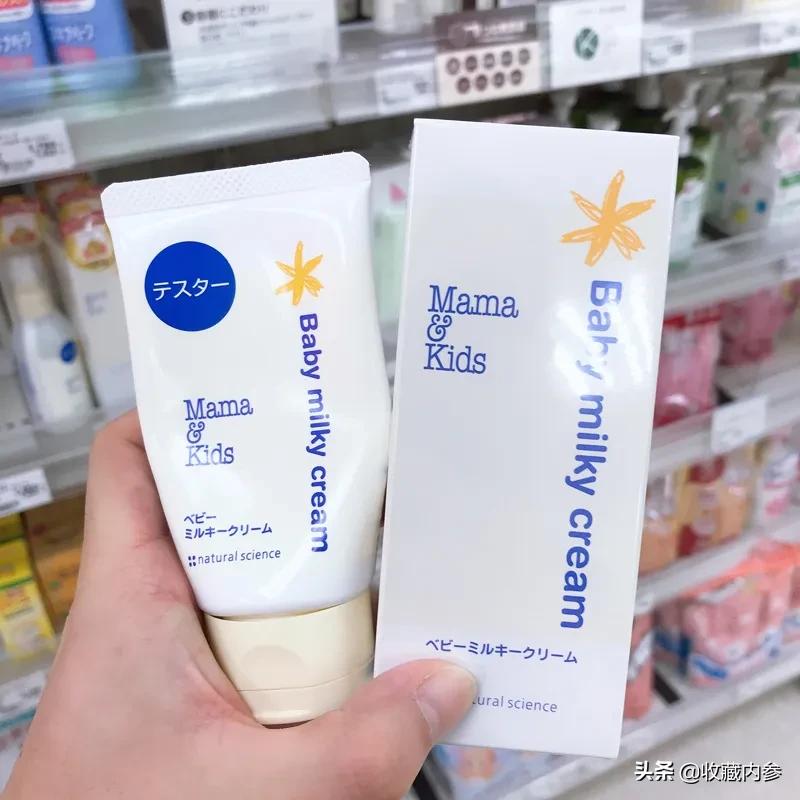 テスター
Mama
&
Kids
Baby milky cream
ベビー
ミルキークリーム
natural science
Mama
&
Kids
Baby milky cream
ベビーミルキークリーム
tural science
头条 @收藏内参